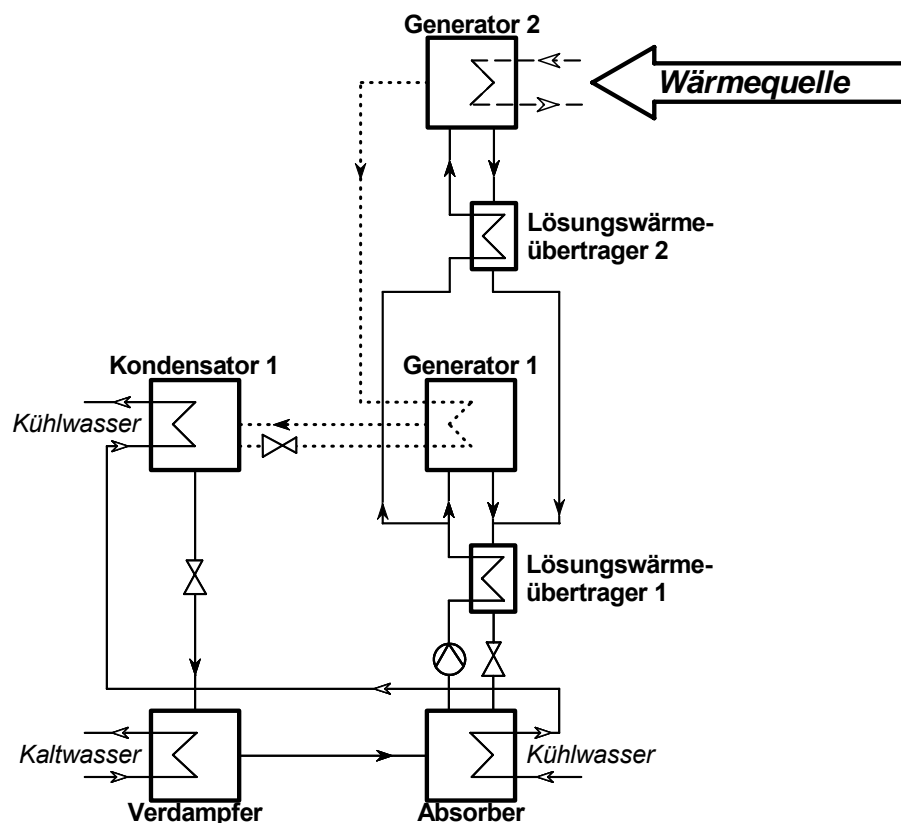 Generator 2
Wärmequelle
Lösungswärme-
übertrager 2
Kondensator 1
Generator 1
Kühlwasser
Lösungswärme-
übertrager 1
Kaltwasser
Kühlwasser
Verdampfer
Absorber